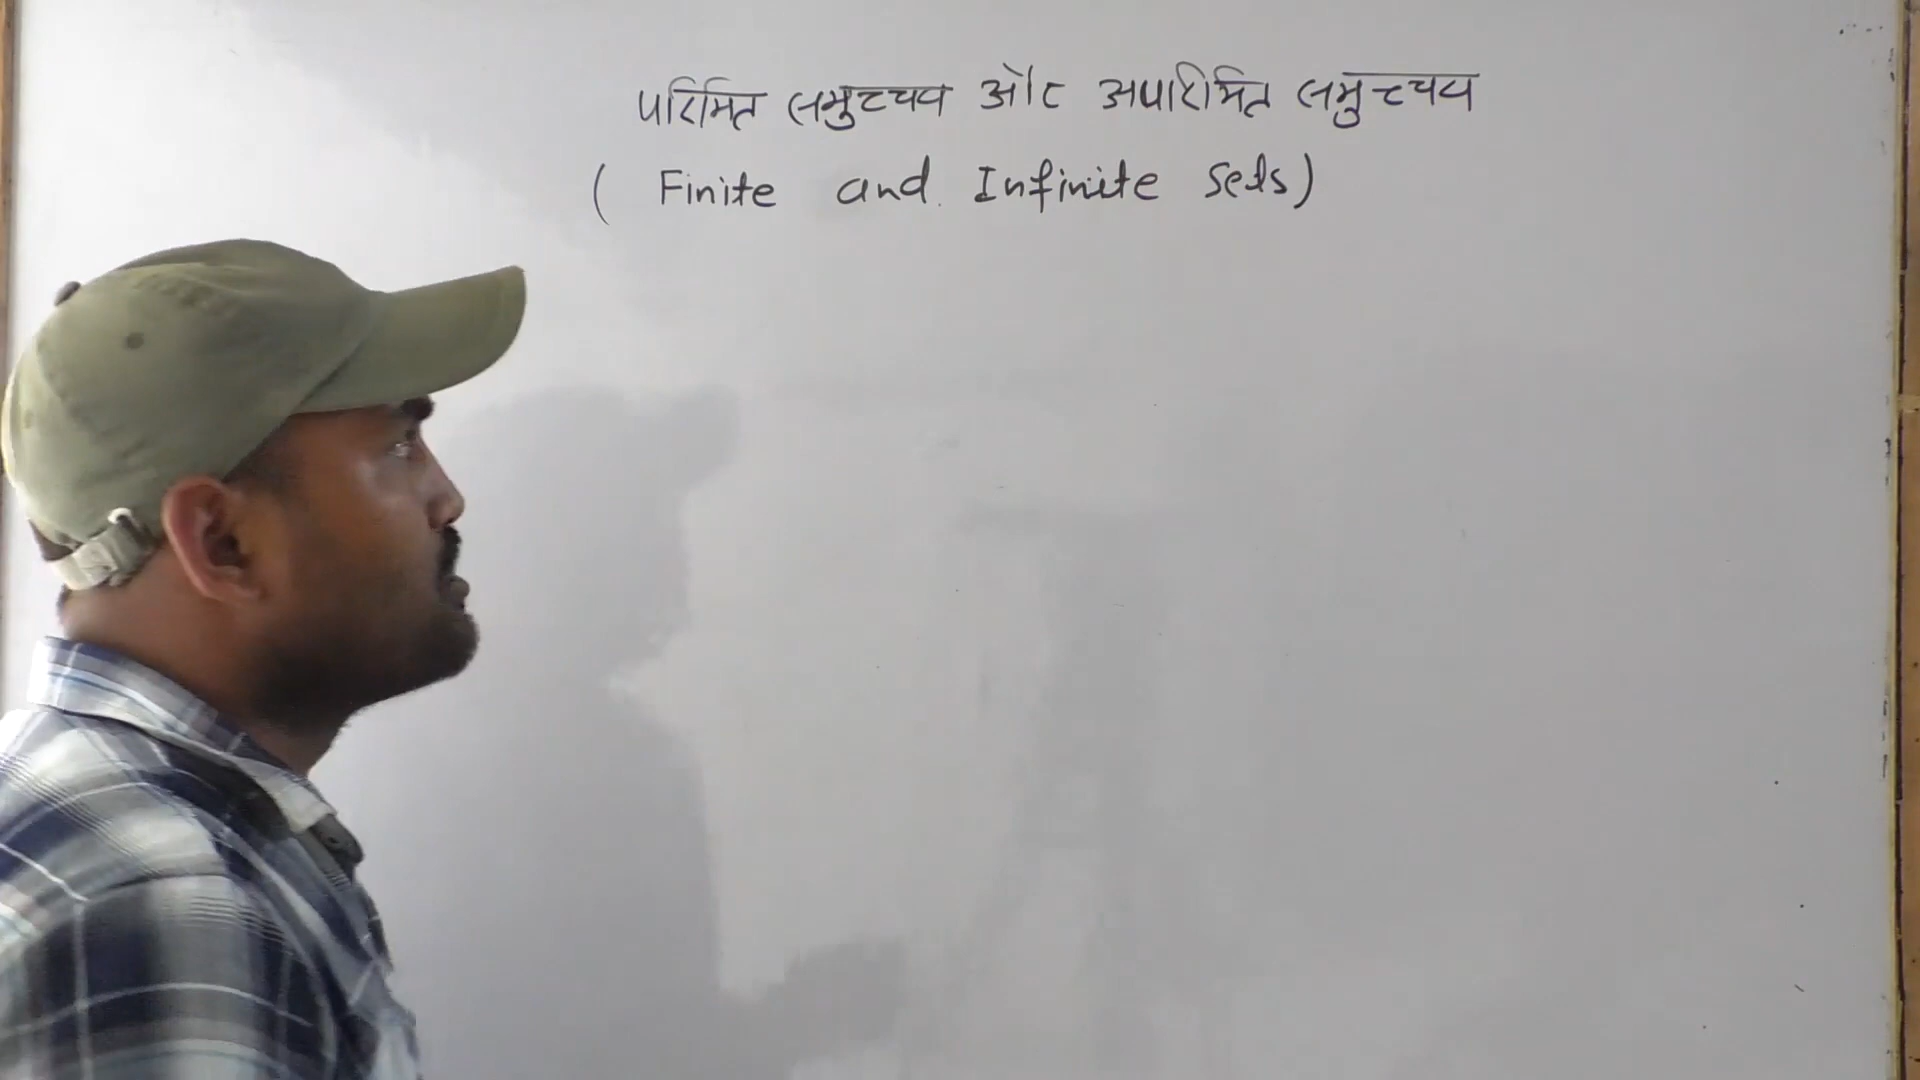 परिमित समुच्चय और अपरिमित समुच्चय
( Finite and Infinite Sets)